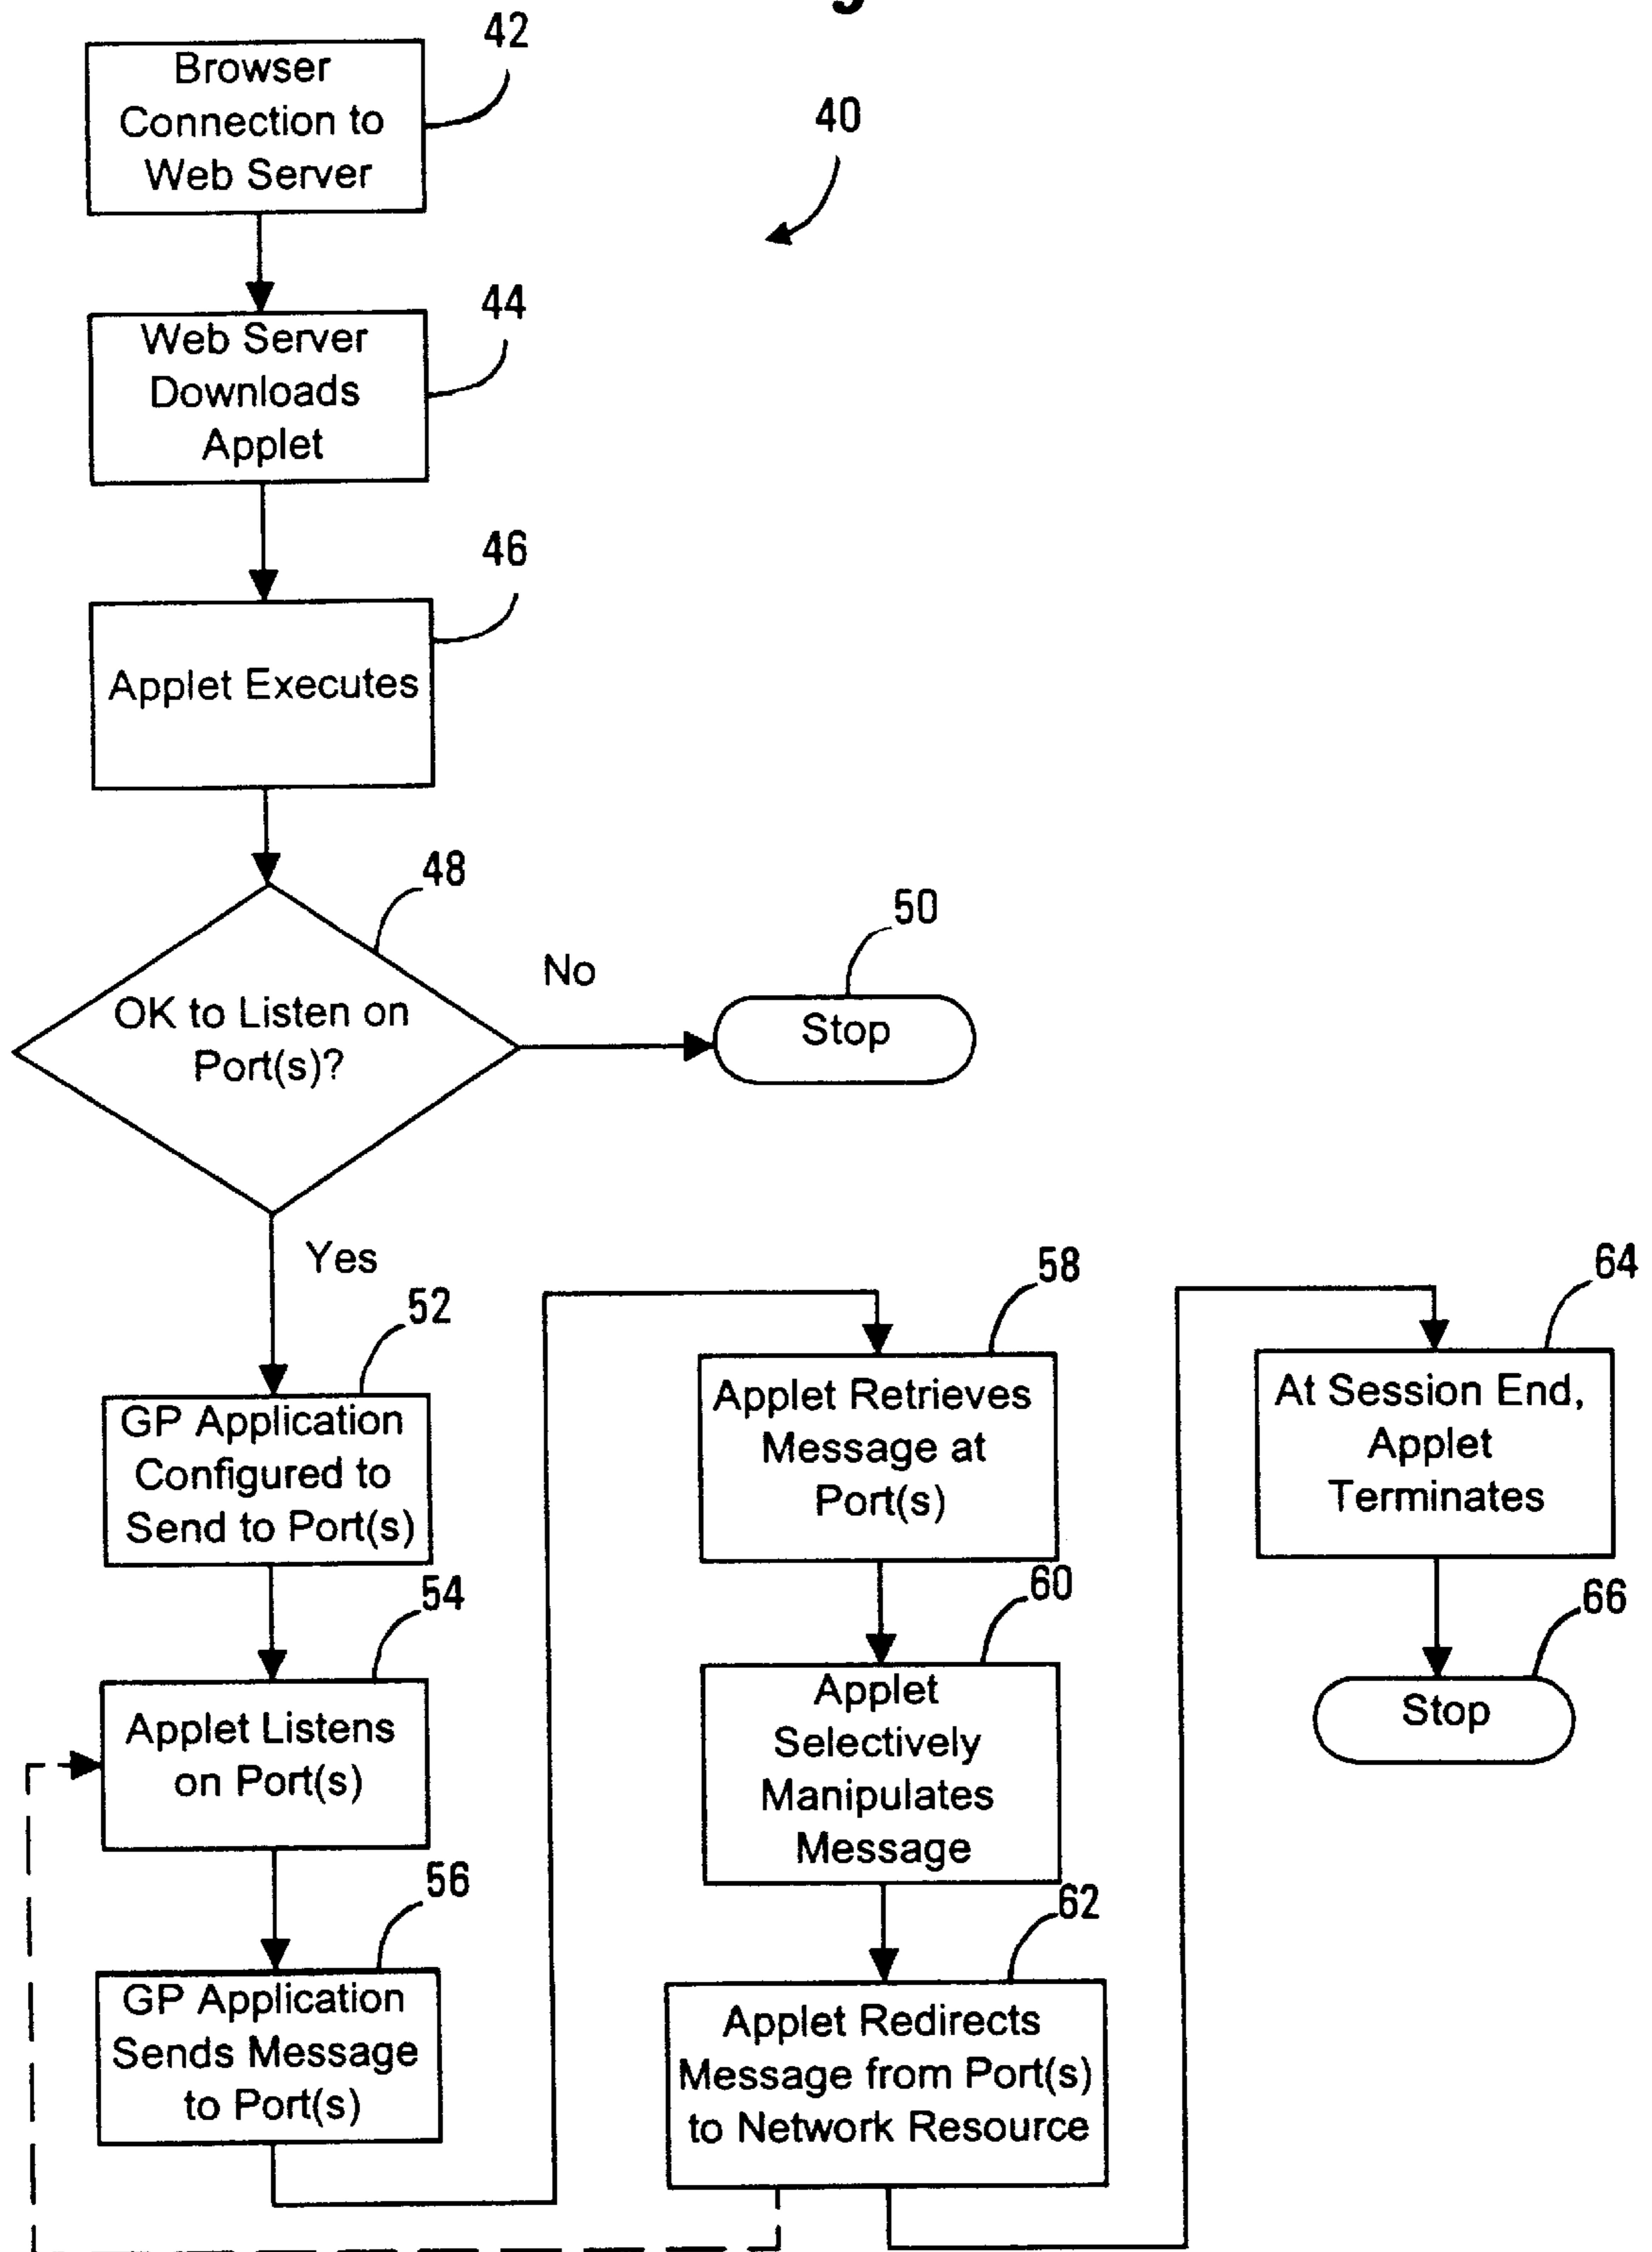 42
Browser
Connection to
Web Server
40
44
Web Server
Downloads
Applet
46
Applet Executes
48
OK to Listen on
Port(s)?
No
50
Stop
Yes
52
GP Application
Configured to
Send to Port(s)
54
Applet Listens
on Port(s)
56
GP Application
Sends Message
to Port(s)
58
Applet Retrieves
Message at
Port(s)
60
Applet
Selectively
Manipulates
Message
62
Applet Redirects
Message from Port(s)
to Network Resource
64
At Session End,
Applet
Terminates
66
Stop